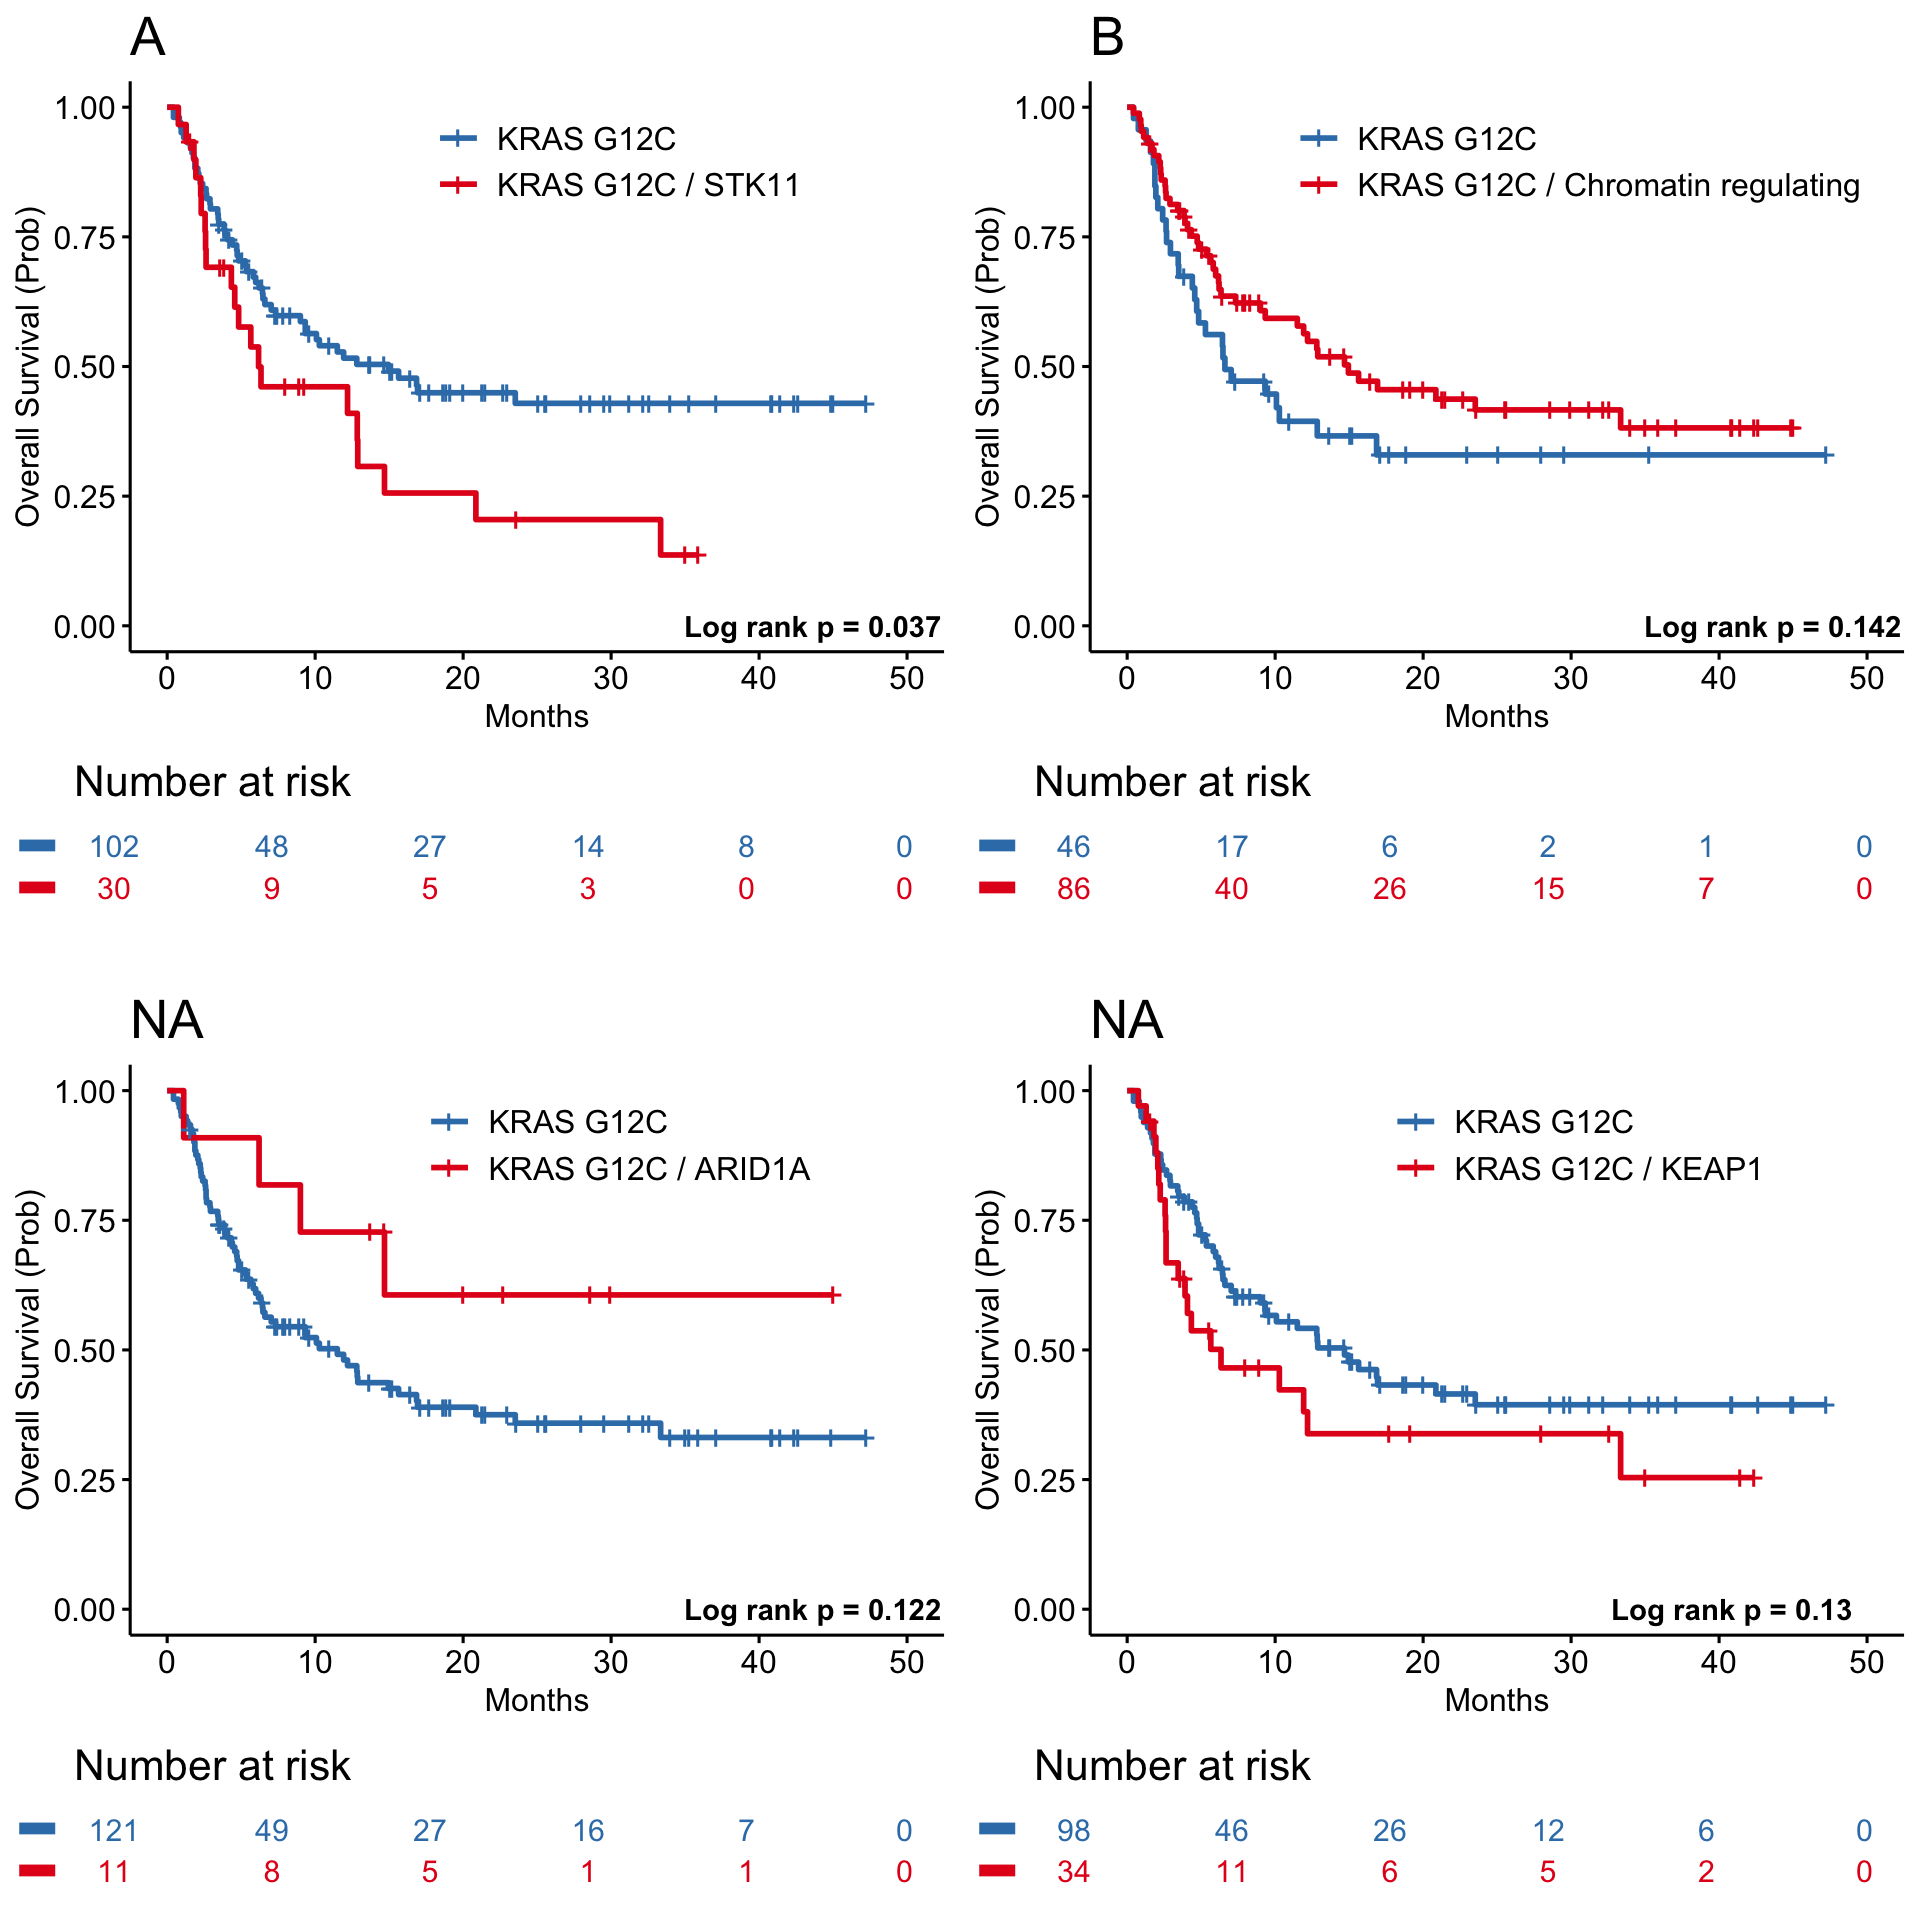 A
1.00
0.75
0.50
0.25
0.00
Overall Survival (Prob)
KRAS G12C
KRAS G12C / STK11
Log rank p = 0.037
0 10 20 30 40 50
Months
Number at risk
102 48 27 14 8 0
30 9 5 3 0 0
B
1.00
0.75
0.50
0.25
0.00
Overall Survival (Prob)
KRAS G12C
KRAS G12C / Chromatin regulating
Log rank p = 0.142
0 10 20 30 40 50
Months
Number at risk
46 17 6 2 1 0
86 40 26 15 7 0
NA
1.00
0.75
0.50
0.25
0.00
Overall Survival (Prob)
KRAS G12C
KRAS G12C / ARID1A
Log rank p = 0.122
0 10 20 30 40 50
Months
Number at risk
121 49 27 16 7 0
11 8 5 1 1 0
NA
1.00
0.75
0.50
0.25
0.00
Overall Survival (Prob)
KRAS G12C
KRAS G12C / KEAP1
Log rank p = 0.13
0 10 20 30 40 50
Months
Number at risk
98 46 26 12 6 0
34 11 6 5 2 0